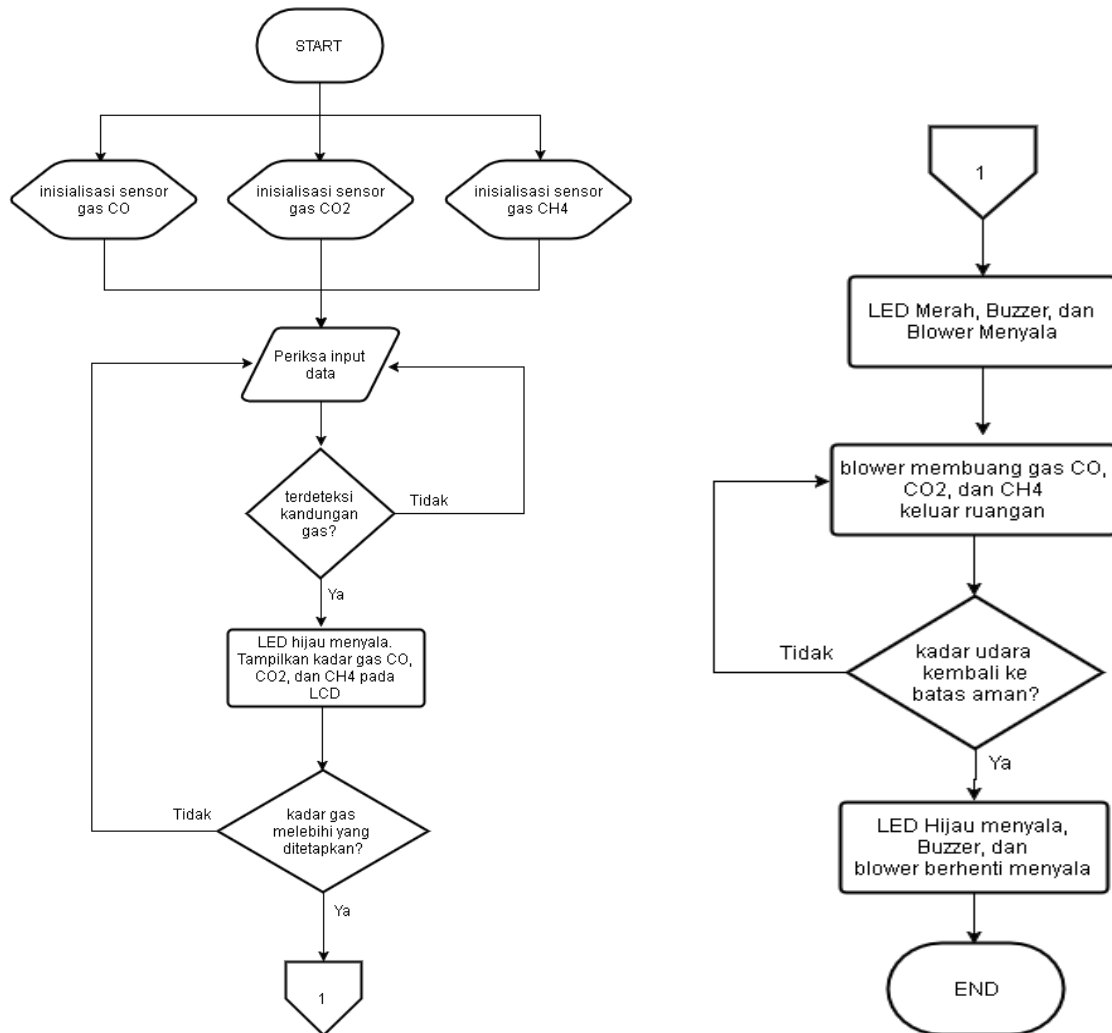 START
inisialisasi sensor
gas CO
inisialisasi sensor
gas CO2
inisialisasi sensor
gas CH4
Periksa input
data
terdeteksi
kandungan
gas?
Tidak
Ya
LED hijau menyala.
Tampilkan kadar gas CO,
CO2, dan CH4 pada
LCD
kadar gas
melebihi yang
ditetapkan?
Tidak
Ya
1
1
LED Merah, Buzzer, dan
Blower Menyala
blower membuang gas CO,
CO2, dan CH4
keluar ruangan
kadar udara
kembali ke
batas aman?
Tidak
Ya
LED Hijau menyala,
Buzzer, dan
blower berhenti menyala
END